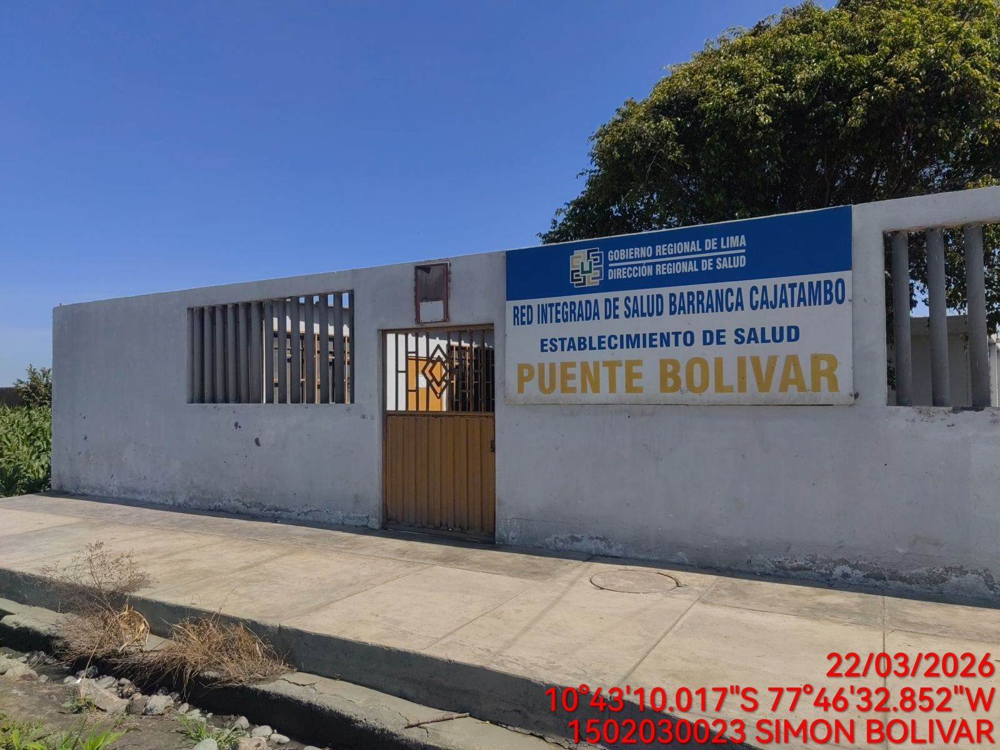 GOBIERNO REGIONAL DE LIMA
DIRECCIÓN REGIONAL DE SALUD
RED INTEGRADA DE SALUD BARRANCA CAJATAMBO
ESTABLECIMIENTO DE SALUD
PUENTE BOLIVAR
22/03/2026
10°43'10.017"S 77°46'32.852"W
1502030023 SIMON BOLIVAR